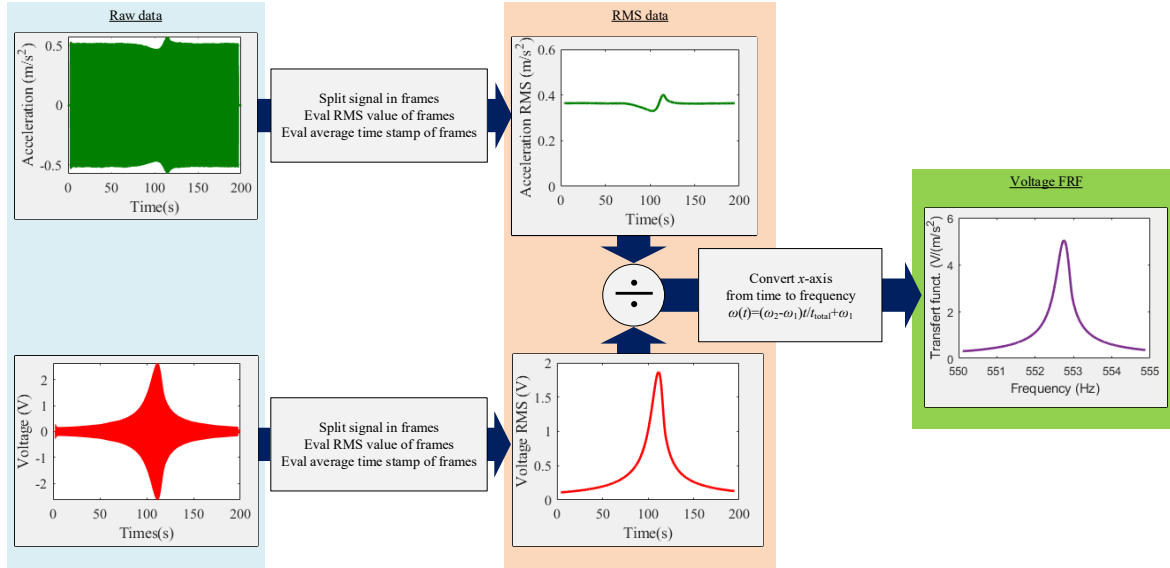 Raw data
Acceleration (m/s²)
0.5
0
-0.5
0
50
100
150
200
Time(s)
Split signal in frames
Eval RMS value of frames
Eval average time stamp of frames
RMS data
Acceleration RMS (m/s²)
0.6
0.4
0.2
0
0
50
100
150
200
Time(s)
÷
Convert x-axis
from time to frequency
ω(t)=(ω₂-ω₁)t/t_total+ω₁
Voltage FRF
Transfert funct. (V/(m/s²)
6
4
2
0
550
551
552
553
554
555
Frequency (Hz)
Voltage (V)
2
1
0
-1
-2
0
50
100
150
200
Times(s)
Split signal in frames
Eval RMS value of frames
Eval average time stamp of frames
Voltage RMS (V)
2
1.5
1
0.5
0
0
50
100
150
200
Time(s)